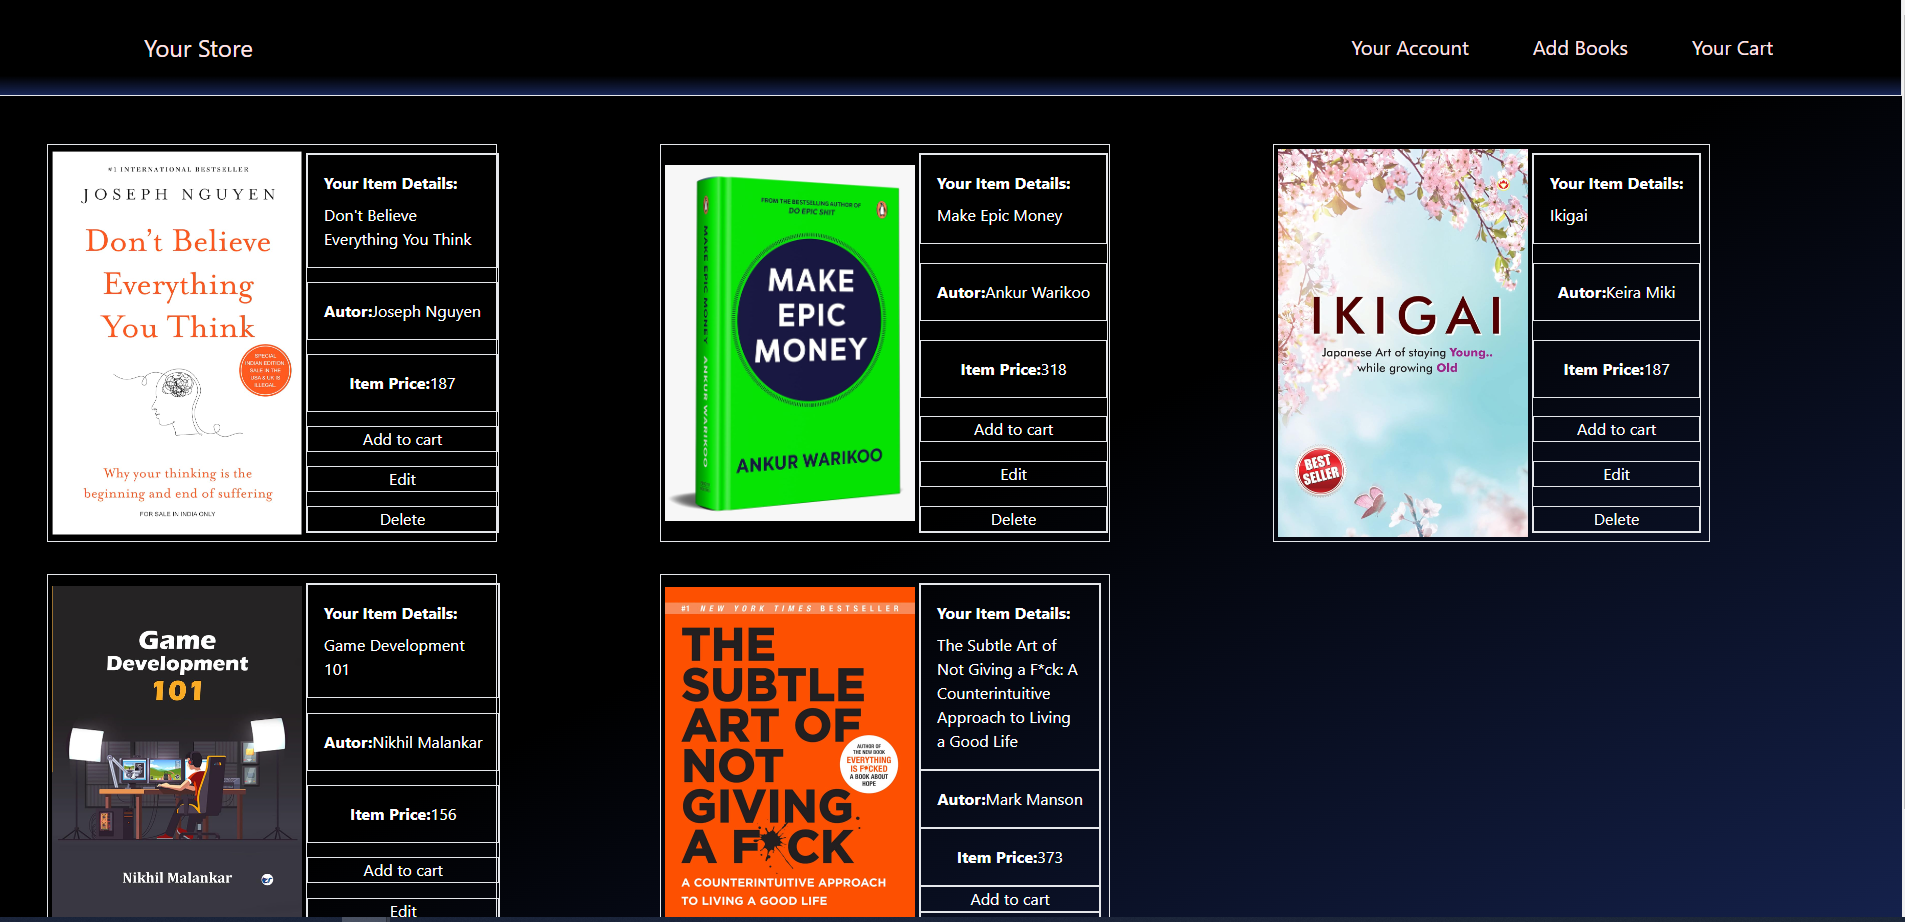 Your Store
Your Account
Add Books
Your Cart
#1 INTERNATIONAL BESTSELLER
JOSEPH NGUYEN
Don't Believe
Everything
You Think
SPECIAL
INDIAN EDITION
SALE IN THE
USA & UK IS
ILLEGAL
Why your thinking is the
beginning and end of suffering
FOR SALE IN INDIA ONLY
Your Item Details:
Don't Believe
Everything You Think
Autor:Joseph Nguyen
Item Price:187
Add to cart
Edit
Delete
FROM THE BESTSELLING AUTHOR OF
DO EPIC SHIT
MAKE EPIC MONEY ANKUR WARIKOO
MAKE
EPIC
MONEY
ANKUR WARIKOO
Your Item Details:
Make Epic Money
Autor:Ankur Warikoo
Item Price:318
Add to cart
Edit
Delete
IKIGAI
Japanese Art of staying Young..
while growing Old
BEST
SELLER
Your Item Details:
Ikigai
Autor:Keira Miki
Item Price:187
Add to cart
Edit
Delete
Game
Development
101
Nikhil Malankar
Your Item Details:
Game Development
101
Autor:Nikhil Malankar
Item Price:156
Add to cart
Edit
#1 NEW YORK TIMES BESTSELLER
THE
SUBTLE
ART OF
NOT
GIVING
A F*CK
AUTHOR OF
THE NEW BOOK
EVERYTHING
IS F*CKED
A BOOK ABOUT
HOPE
A COUNTERINTUITIVE APPROACH
TO LIVING A GOOD LIFE
Your Item Details:
The Subtle Art of
Not Giving a F*ck: A
Counterintuitive
Approach to Living
a Good Life
Autor:Mark Manson
Item Price:373
Add to cart